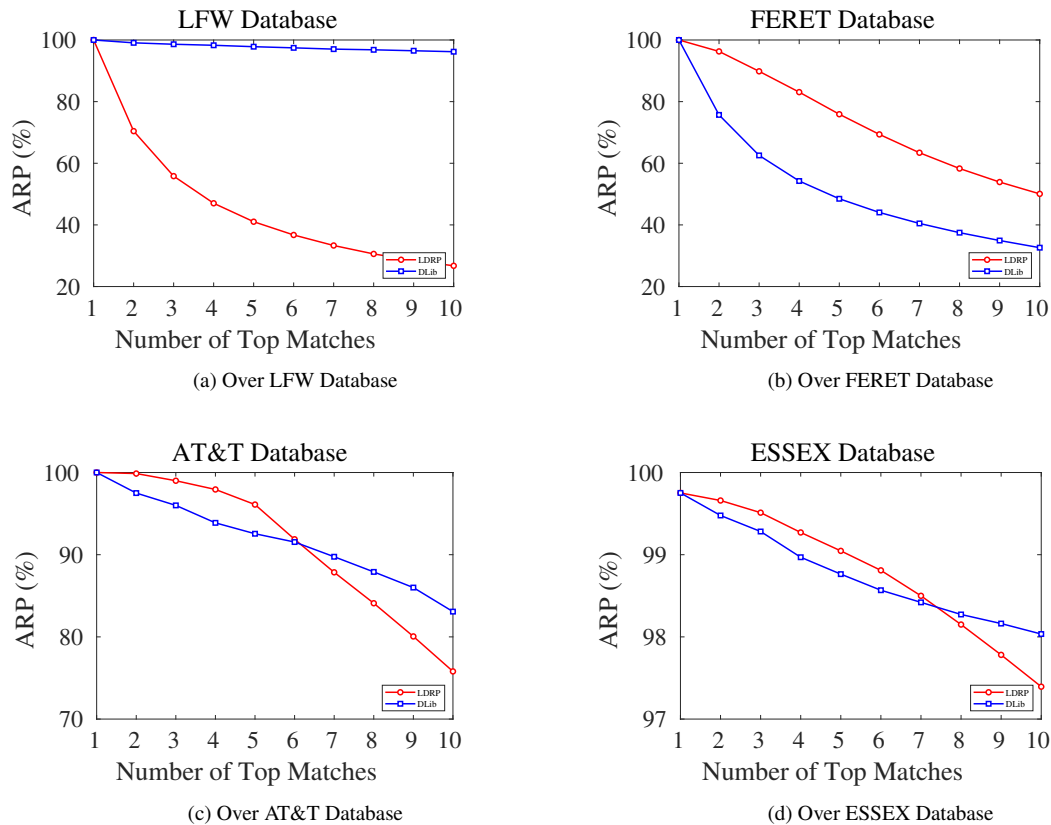 LFW Database
100
80
60
40
20
ARP (%)
LDRP
DLib
1 2 3 4 5 6 7 8 9 10
Number of Top Matches
(a) Over LFW Database
FERET Database
100
80
60
40
20
ARP (%)
LDRP
DLib
1 2 3 4 5 6 7 8 9 10
Number of Top Matches
(b) Over FERET Database
AT&T Database
100
90
80
70
ARP (%)
LDRP
DLib
1 2 3 4 5 6 7 8 9 10
Number of Top Matches
(c) Over AT&T Database
ESSEX Database
100
99
98
97
ARP (%)
LDRP
DLib
1 2 3 4 5 6 7 8 9 10
Number of Top Matches
(d) Over ESSEX Database